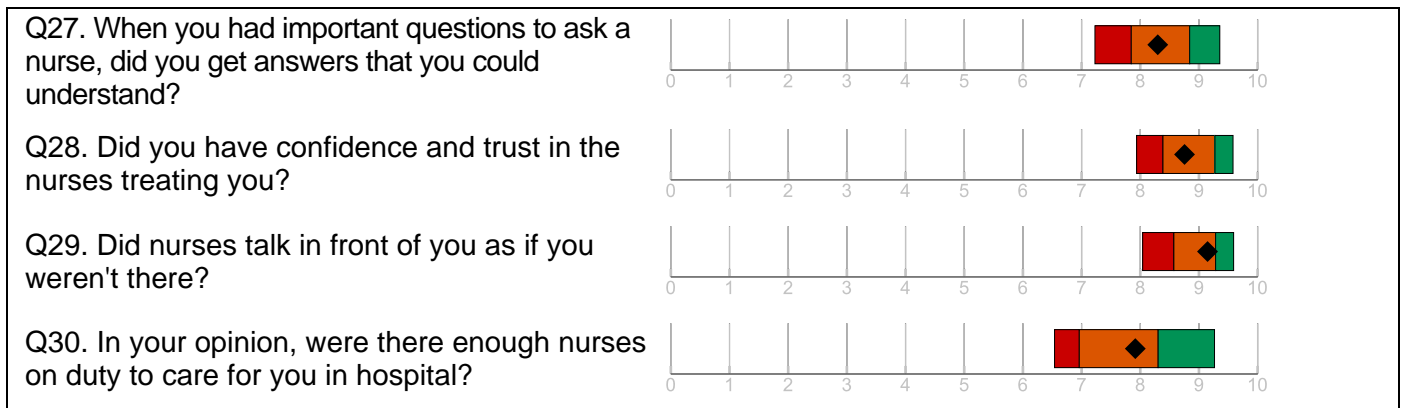 Q27. When you had important questions to ask a
nurse, did you get answers that you could
understand?
0 1 2 3 4 5 6 7 8 9 10
Q28. Did you have confidence and trust in the
nurses treating you?
0 1 2 3 4 5 6 7 8 9 10
Q29. Did nurses talk in front of you as if you
weren't there?
0 1 2 3 4 5 6 7 8 9 10
Q30. In your opinion, were there enough nurses
on duty to care for you in hospital?
0 1 2 3 4 5 6 7 8 9 10